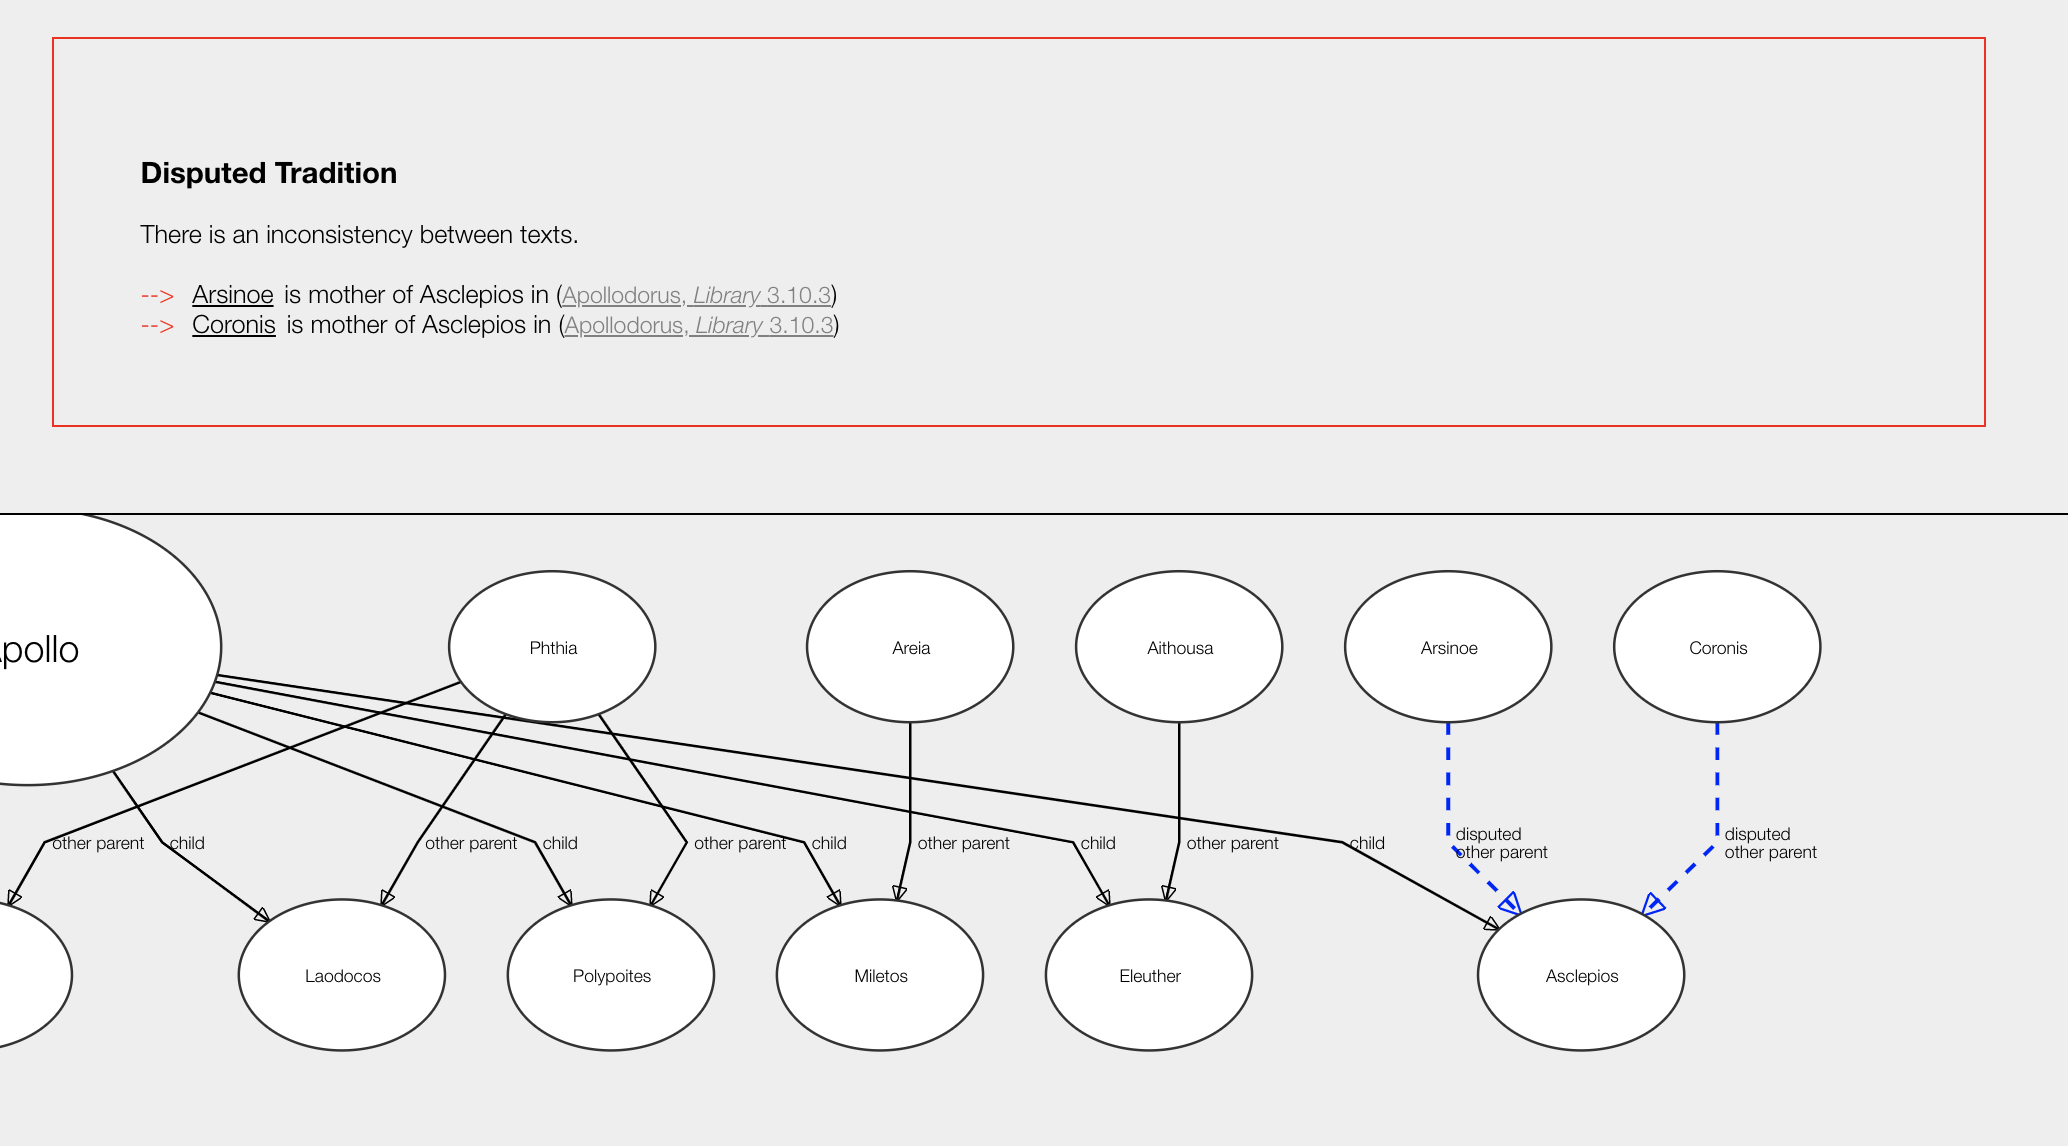 Disputed Tradition
There is an inconsistency between texts.
--> Arsinoe is mother of Asclepios in (Apollodorus, Library 3.10.3)
--> Coronis is mother of Asclepios in (Apollodorus, Library 3.10.3)
pollo
Phthia
Areia
Aithousa
Arsinoe
Coronis
other parent
child
other parent
child
other parent
child
other parent
child
other parent
child
disputed
other parent
disputed
other parent
Laodocos
Polypoites
Miletos
Eleuther
Asclepios